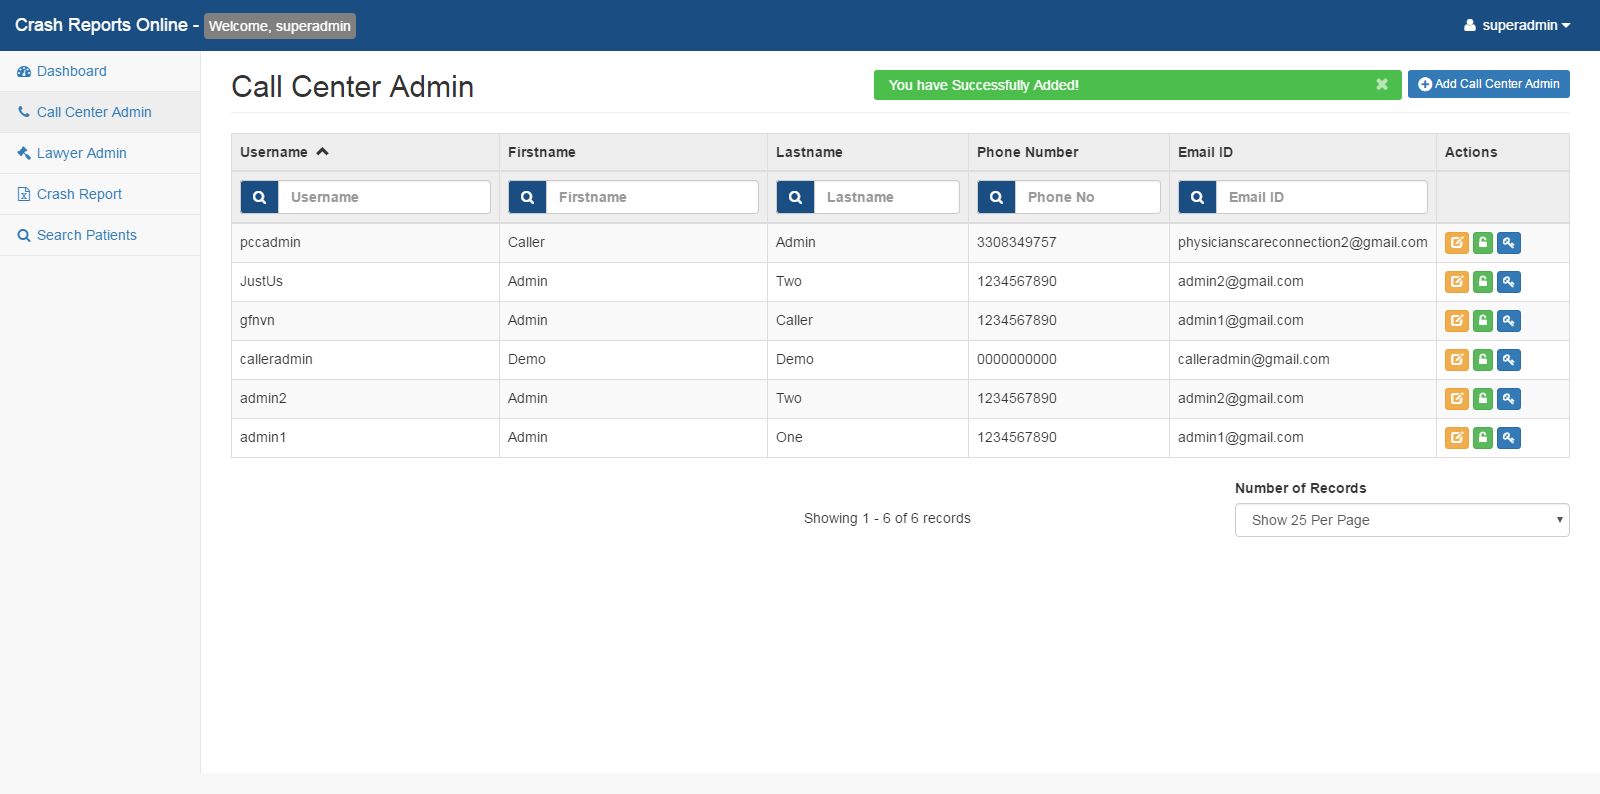 Crash Reports Online - Welcome, superadmin
superadmin
Dashboard
Call Center Admin
Lawyer Admin
Crash Report
Search Patients
Call Center Admin
You have Successfully Added!
Add Call Center Admin
Username Firstname Lastname Phone Number Email ID Actions
Username Firstname Lastname Phone No Email ID
pccadmin Caller Admin 3308349757 physicianscareconnection2@gmail.com
JustUs Admin Two 1234567890 admin2@gmail.com
gfnvn Admin Caller 1234567890 admin1@gmail.com
calleradmin Demo Demo 0000000000 calleradmin@gmail.com
admin2 Admin Two 1234567890 admin2@gmail.com
admin1 Admin One 1234567890 admin1@gmail.com
Number of Records
Showing 1 - 6 of 6 records
Show 25 Per Page